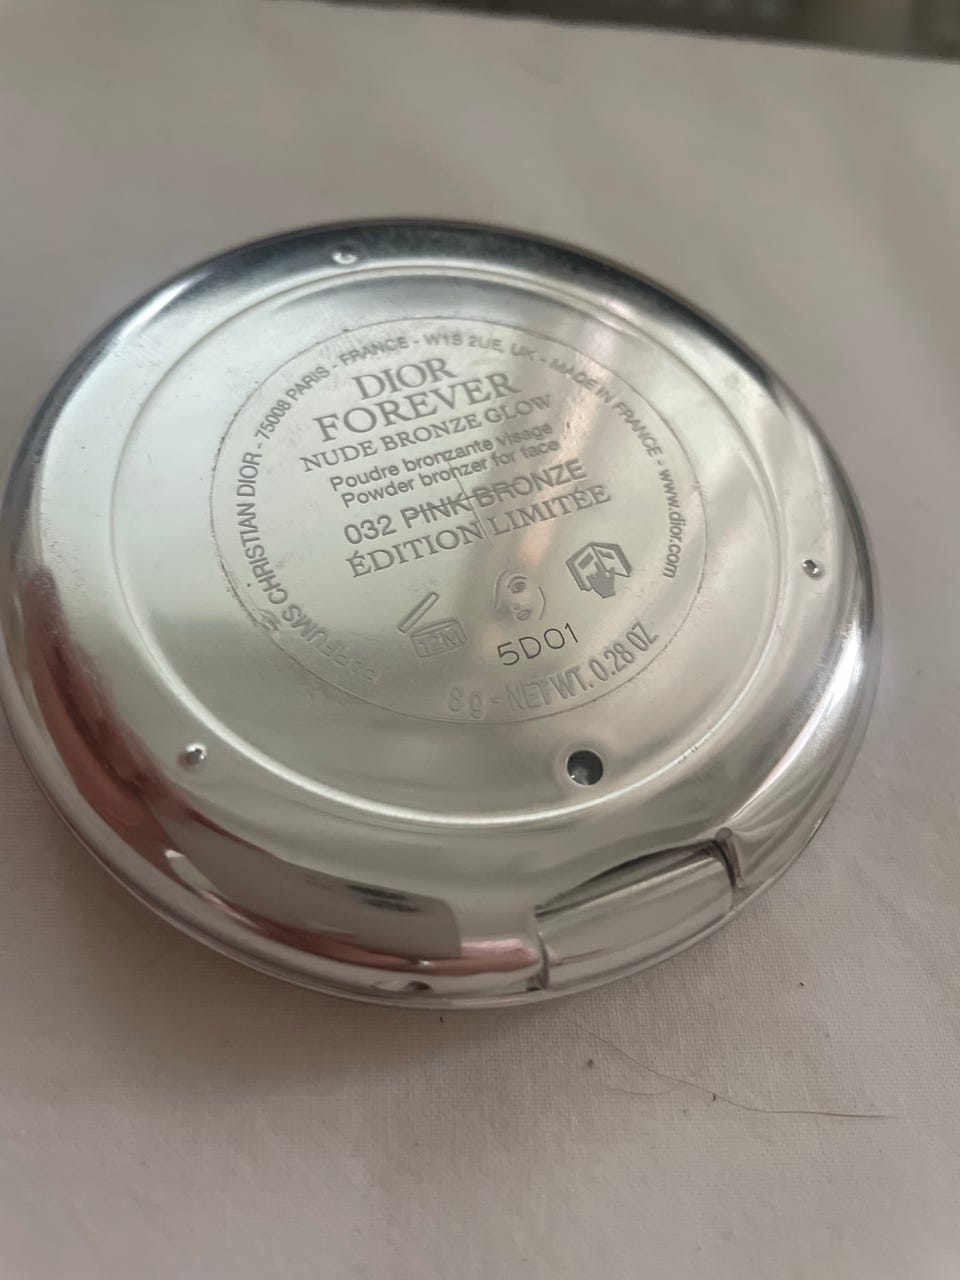 PARFUMS CHRISTIAN DIOR - 75008 PARIS - FRANCE - W1S 2UE, UK - MADE IN FRANCE - www.dior.com
DIOR
FOREVER
NUDE BRONZE GLOW
Poudre bronzante visage
Powder bronzer for face
032 PINK BRONZE
ÉDITION LIMITÉE
12M
5D01
8 g - NET WT. 0.28 OZ